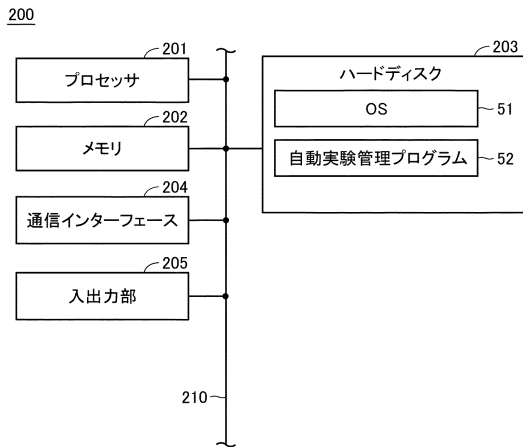 200
201
プロセッサ
202
メモリ
204
通信インターフェース
205
入出力部
203
ハードディスク
OS
51
自動実験管理プログラム
52
210